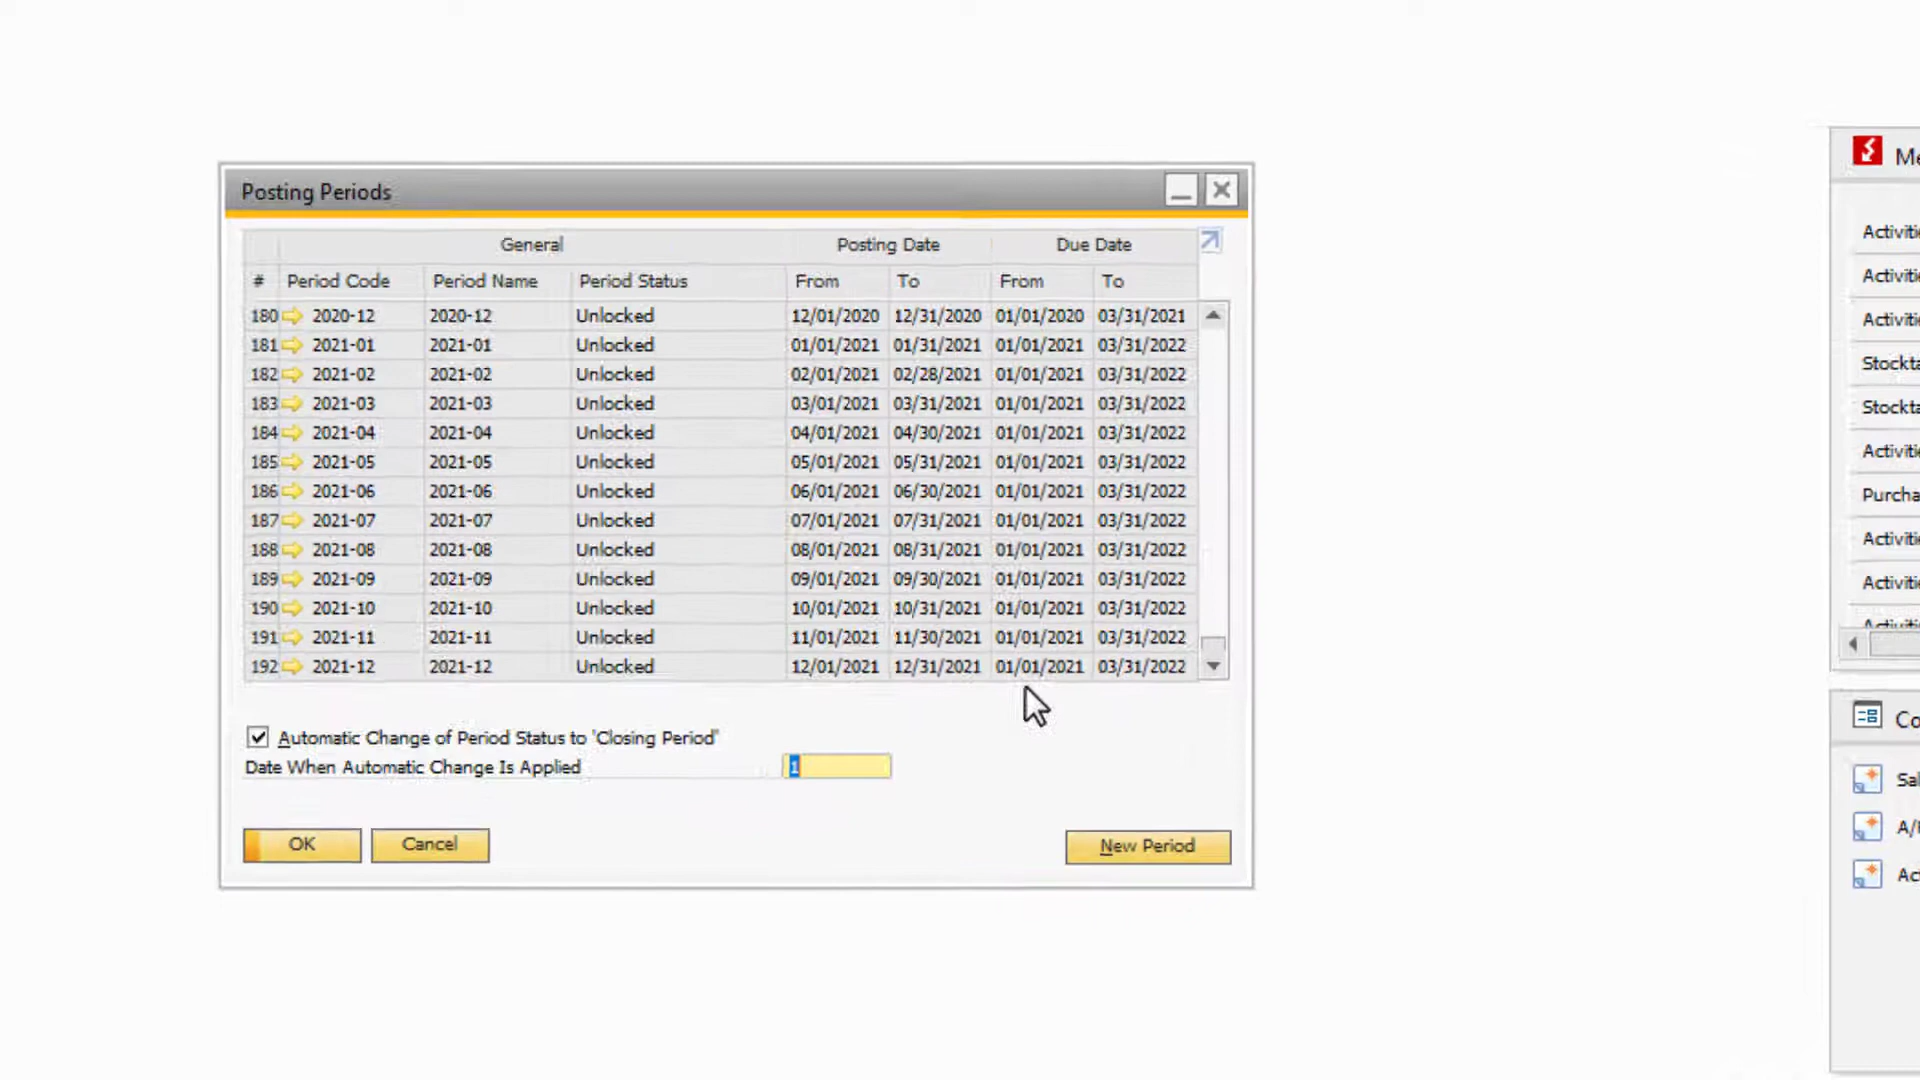 Posting Periods
General Posting Date Due Date
# Period Code Period Name Period Status From To From To
180 2020-12 2020-12 Unlocked 12/01/2020 12/31/2020 01/01/2020 03/31/2021
181 2021-01 2021-01 Unlocked 01/01/2021 01/31/2021 01/01/2021 03/31/2022
182 2021-02 2021-02 Unlocked 02/01/2021 02/28/2021 01/01/2021 03/31/2022
183 2021-03 2021-03 Unlocked 03/01/2021 03/31/2021 01/01/2021 03/31/2022
184 2021-04 2021-04 Unlocked 04/01/2021 04/30/2021 01/01/2021 03/31/2022
185 2021-05 2021-05 Unlocked 05/01/2021 05/31/2021 01/01/2021 03/31/2022
186 2021-06 2021-06 Unlocked 06/01/2021 06/30/2021 01/01/2021 03/31/2022
187 2021-07 2021-07 Unlocked 07/01/2021 07/31/2021 01/01/2021 03/31/2022
188 2021-08 2021-08 Unlocked 08/01/2021 08/31/2021 01/01/2021 03/31/2022
189 2021-09 2021-09 Unlocked 09/01/2021 09/30/2021 01/01/2021 03/31/2022
190 2021-10 2021-10 Unlocked 10/01/2021 10/31/2021 01/01/2021 03/31/2022
191 2021-11 2021-11 Unlocked 11/01/2021 11/30/2021 01/01/2021 03/31/2022
192 2021-12 2021-12 Unlocked 12/01/2021 12/31/2021 01/01/2021 03/31/2022
Automatic Change of Period Status to 'Closing Period'
Date When Automatic Change Is Applied 1
OK Cancel New Period
Me
Activitie
Activitie
Activitie
Stockta
Stockta
Activitie
Purcha
Activitie
Activitie
Co
Sal
A/
Act